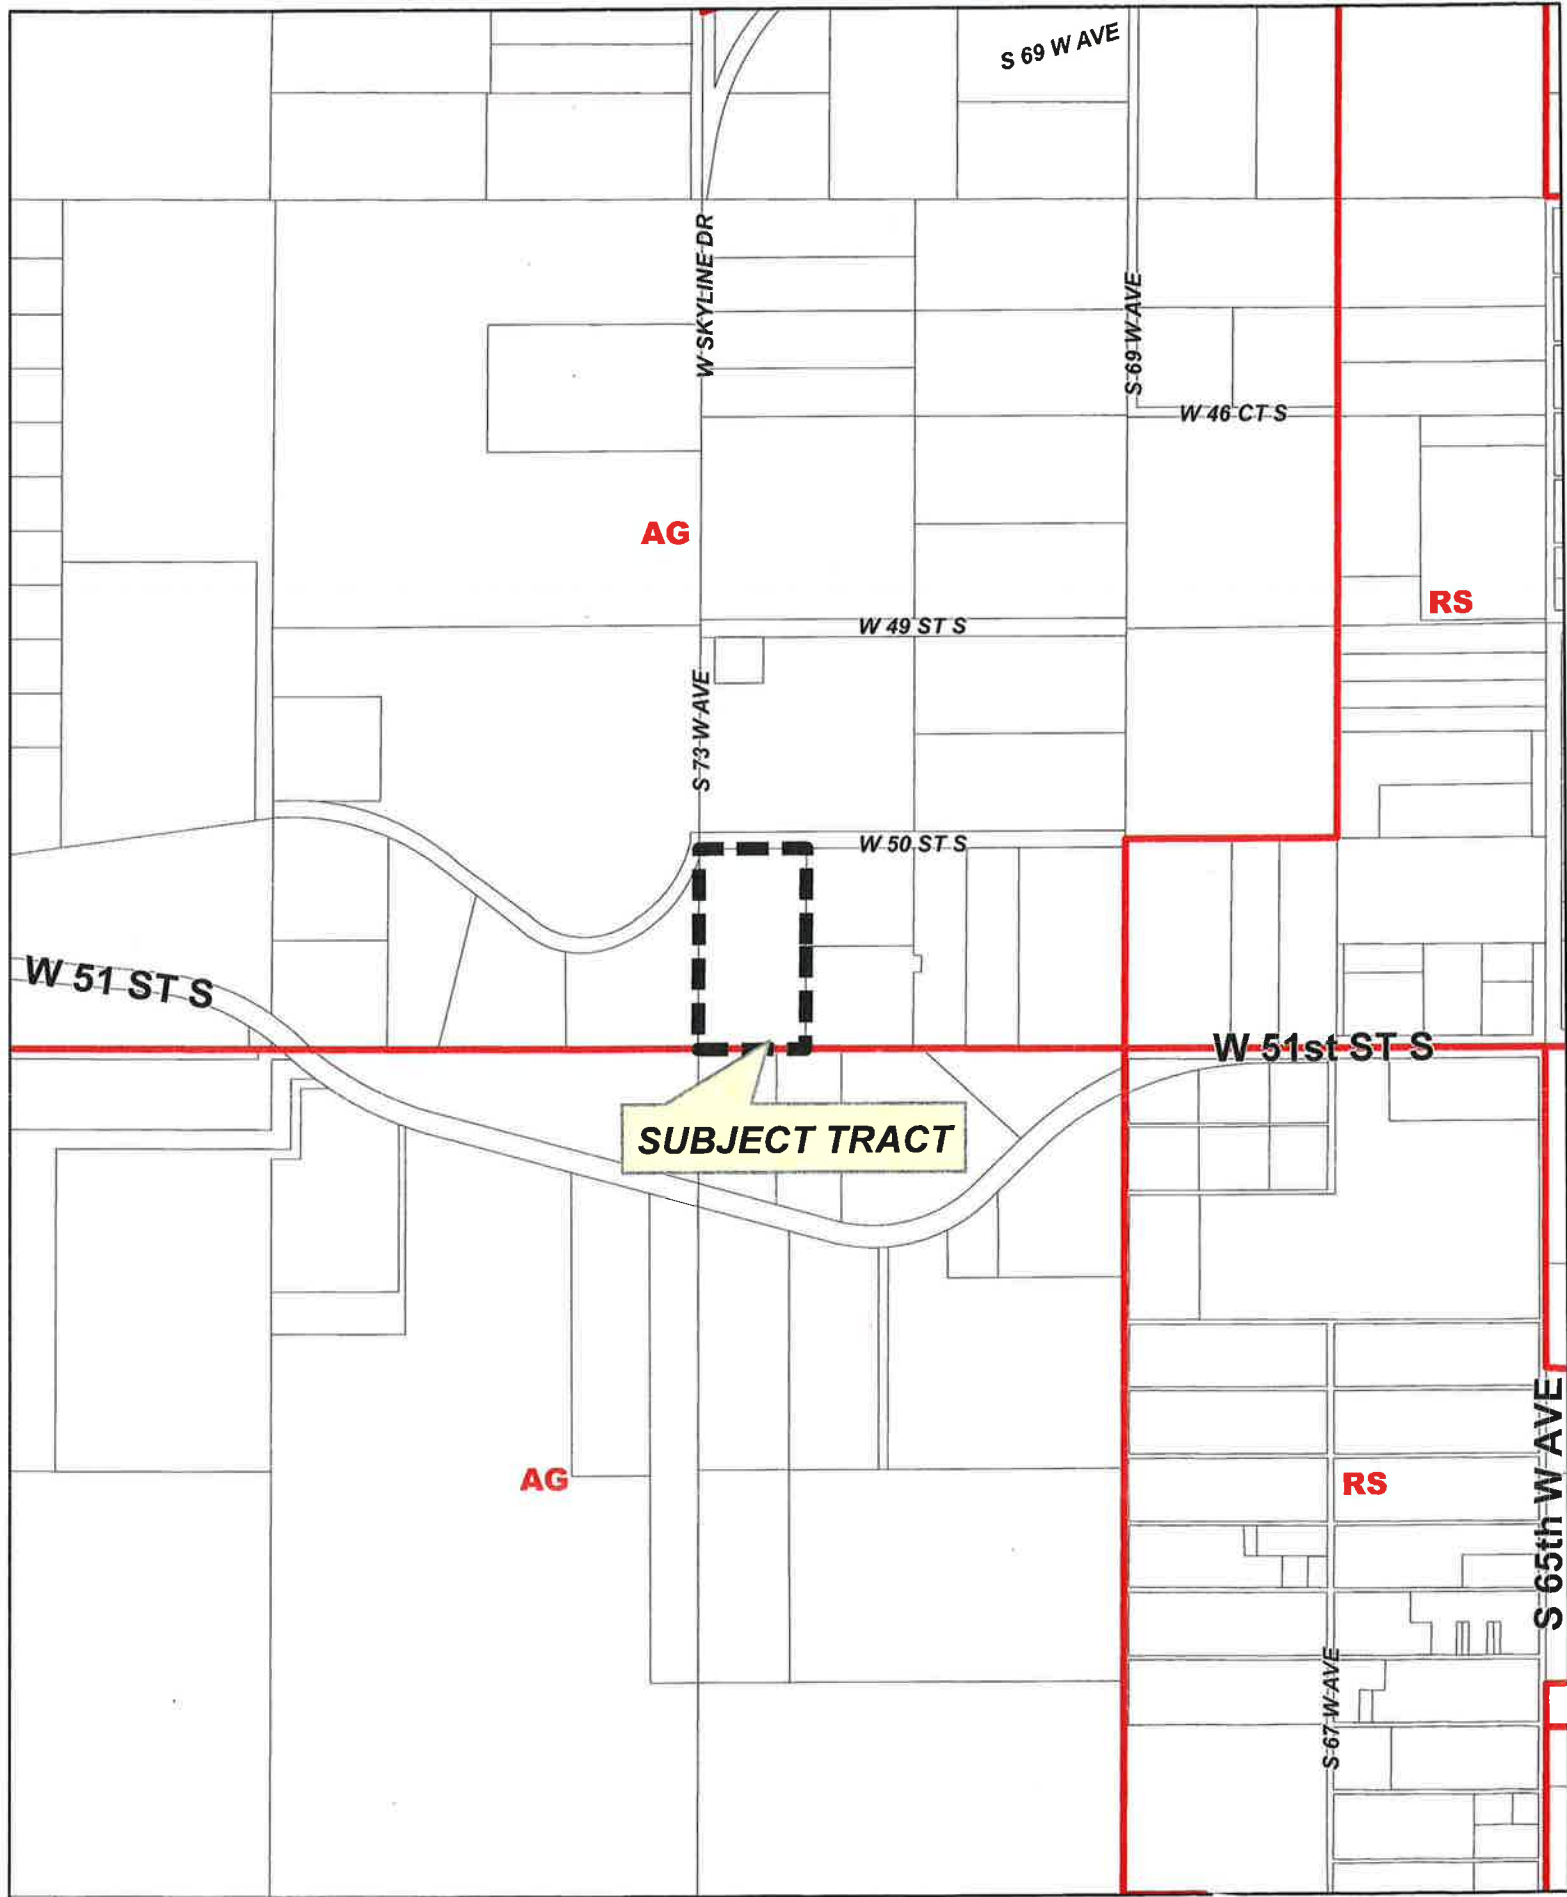 S 69 W AVE
W SKYLINE DR
S 69 W AVE
W 46 CT S
AG
RS
W 49 ST S
S 73 W AVE
W 50 ST S
W 51 ST S
W 51st ST S
SUBJECT TRACT
AG
RS
S 65th W AVE
S 67 W AVE